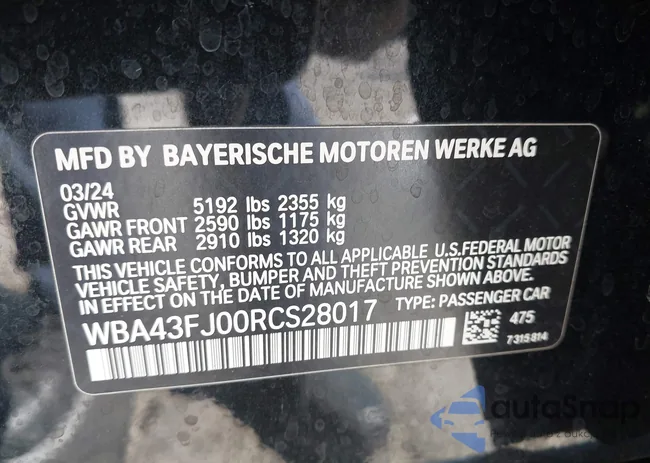 MFD BY BAYERISCHE MOTOREN WERKE AG
03/24
GVWR 5192 lbs 2355 kg
GAWR FRONT 2590 lbs 1175 kg
GAWR REAR 2910 lbs 1320 kg
THIS VEHICLE CONFORMS TO ALL APPLICABLE U.S.FEDERAL MOTOR
VEHICLE SAFETY, BUMPER AND THEFT PREVENTION STANDARDS
IN EFFECT ON THE DATE OF MANUFACTURE SHOWN ABOVE.
WBA43FJ00RCS28017 TYPE: PASSENGER CAR
475
7315814
autoSnap